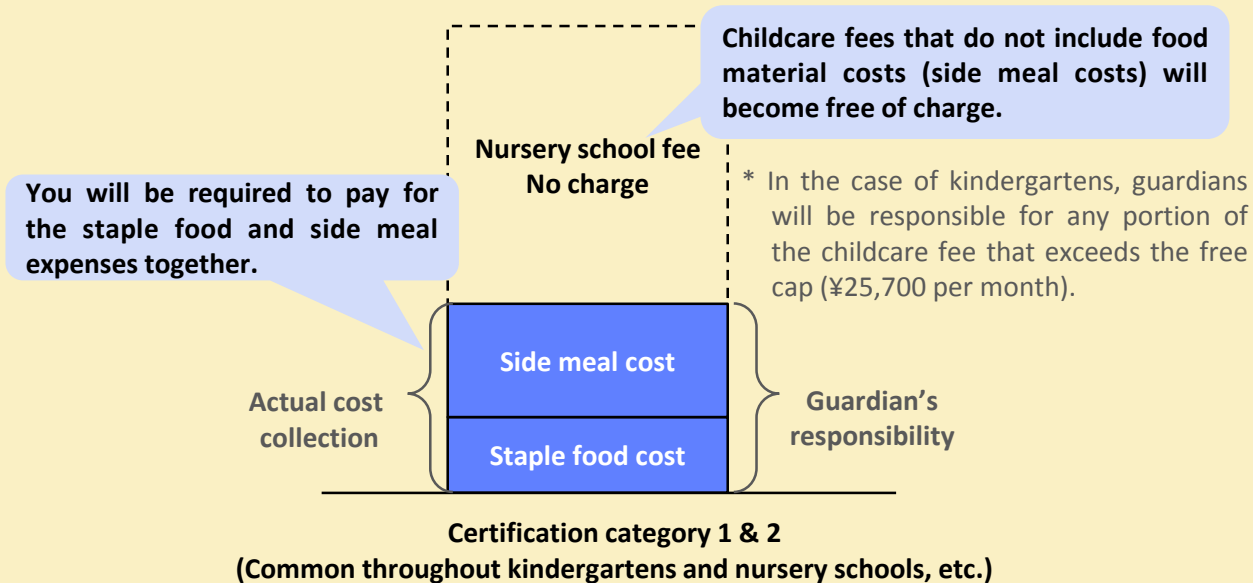 Childcare fees that do not include food
material costs (side meal costs) will
become free of charge.
Nursery school fee
No charge
You will be required to pay for
the staple food and side meal
expenses together.
* In the case of kindergartens, guardians
will be responsible for any portion of
the childcare fee that exceeds the free
cap (¥25,700 per month).
Side meal cost
Actual cost
collection
Guardian's
responsibility
Staple food cost
Certification category 1 & 2
(Common throughout kindergartens and nursery schools, etc.)